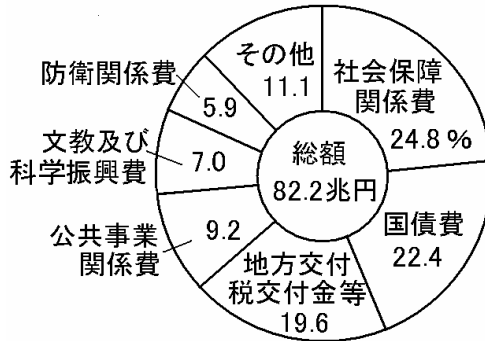 社会保障
関係費
24.8%
国債費
22.4
地方交付
税交付金等
19.6
公共事業
関係費
9.2
文教及び
科学振興費
7.0
防衛関係費
5.9
その他
11.1
総額
82.2兆円